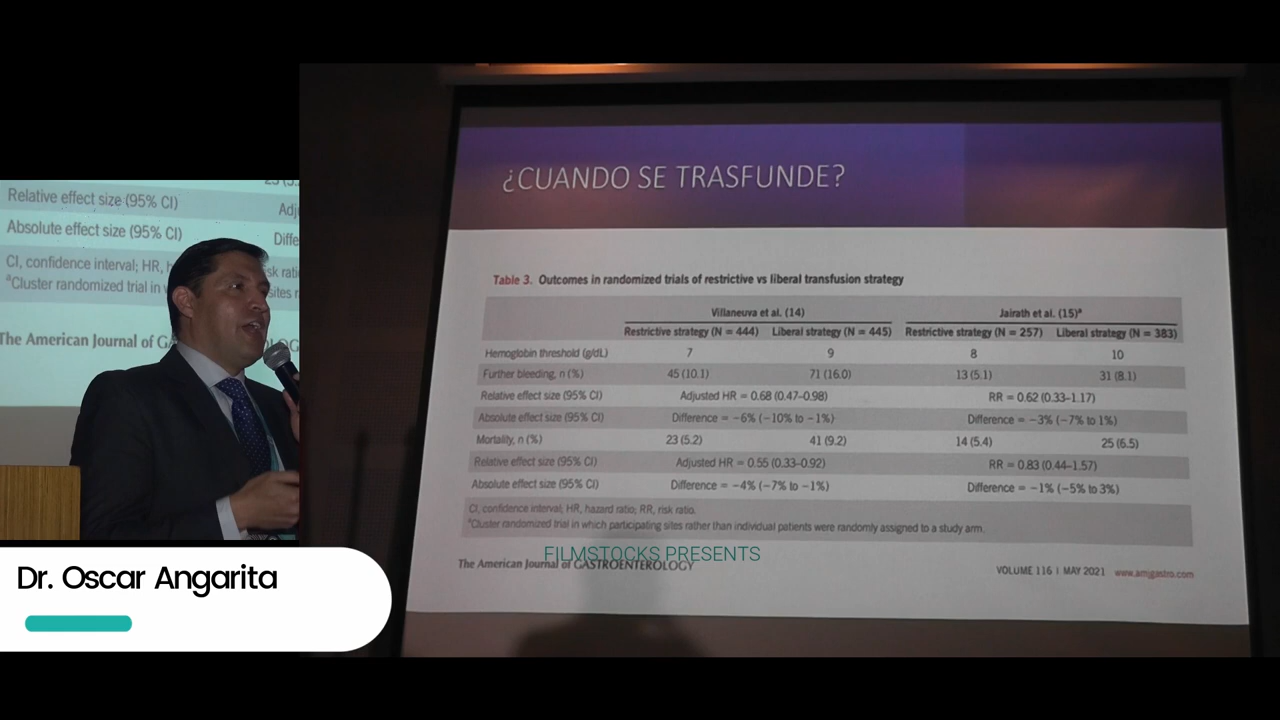 ¿CUANDO SE TRASFUNDE?
Table 3. Outcomes in randomized trials of restrictive vs liberal transfusion strategy
Villaneuva et al. (14) Jairath et al. (15)ª
Restrictive strategy (N = 444) Liberal strategy (N = 445) Restrictive strategy (N = 257) Liberal strategy (N = 383)
Hemoglobin threshold (g/dL) 7 9 8 10
Further bleeding, n (%) 45 (10.1) 71 (16.0) 13 (5.1) 31 (8.1)
Relative effect size (95% CI) Adjusted HR = 0.68 (0.47–0.98) RR = 0.62 (0.33–1.17)
Absolute effect size (95% CI) Difference = −6% (−10% to −1%) Difference = −3% (−7% to 1%)
Mortality, n (%) 23 (5.2) 41 (9.2) 14 (5.4) 25 (6.5)
Relative effect size (95% CI) Adjusted HR = 0.55 (0.33–0.92) RR = 0.83 (0.44–1.57)
Absolute effect size (95% CI) Difference = −4% (−7% to −1%) Difference = −1% (−5% to 3%)
CI, confidence interval; HR, hazard ratio; RR, risk ratio.
ªCluster randomized trial in which participating sites rather than individual patients were randomly assigned to a study arm.
FILMSTOCKS PRESENTS
The American Journal of GASTROENTEROLOGY VOLUME 116 | MAY 2021 www.amjgastro.com
Relative effect size (95% CI) Adj
Absolute effect size (95% CI) Diffe
CI, confidence interval; HR, h sk rati
ªCluster randomized trial in sites r
The American Journal of GA OG
Dr. Oscar Angarita